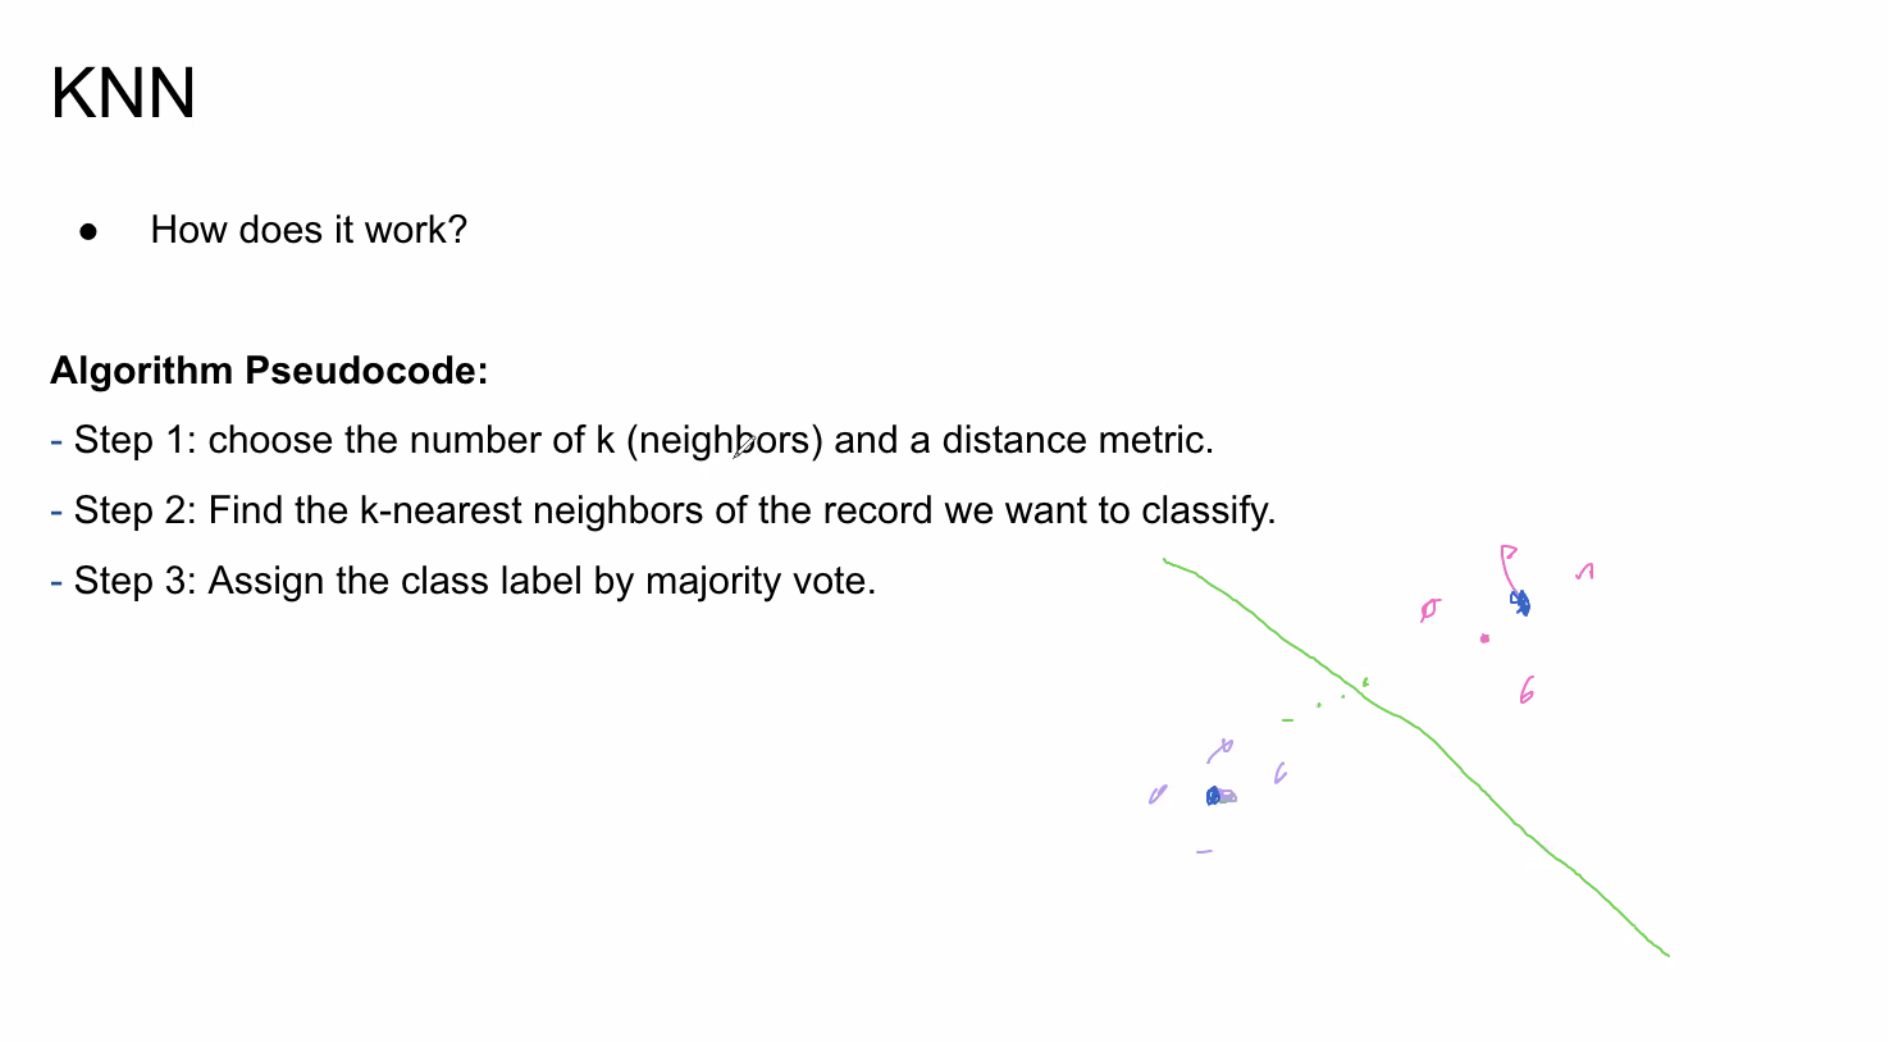 KNN
● How does it work?
Algorithm Pseudocode:
- Step 1: choose the number of k (neighbors) and a distance metric.
- Step 2: Find the k-nearest neighbors of the record we want to classify.
- Step 3: Assign the class label by majority vote.